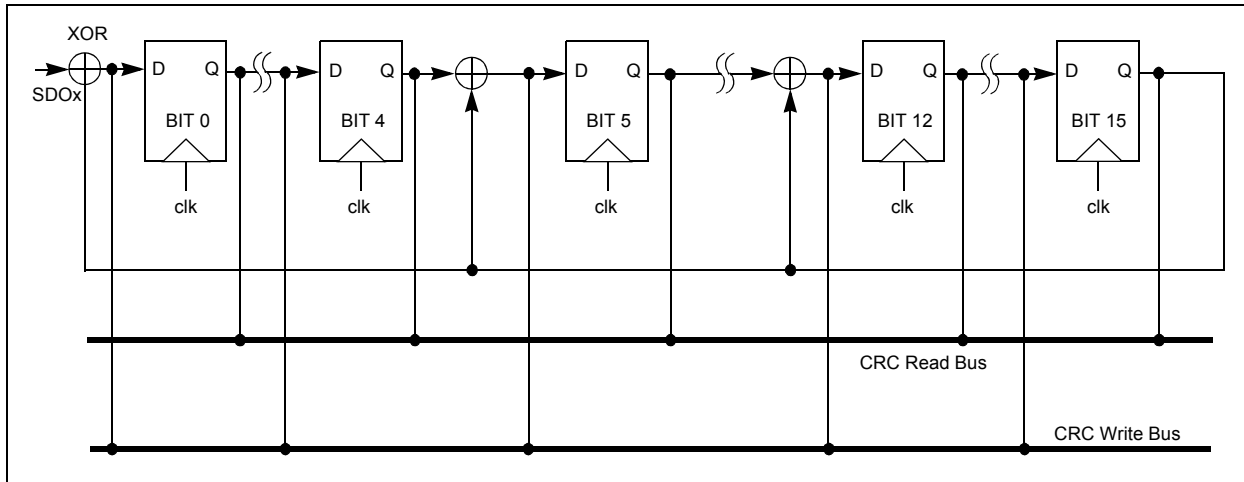 XOR
SDOx
D Q D Q D Q D Q D Q
BIT 0 BIT 4 BIT 5 BIT 12 BIT 15
clk clk clk clk clk
CRC Read Bus
CRC Write Bus